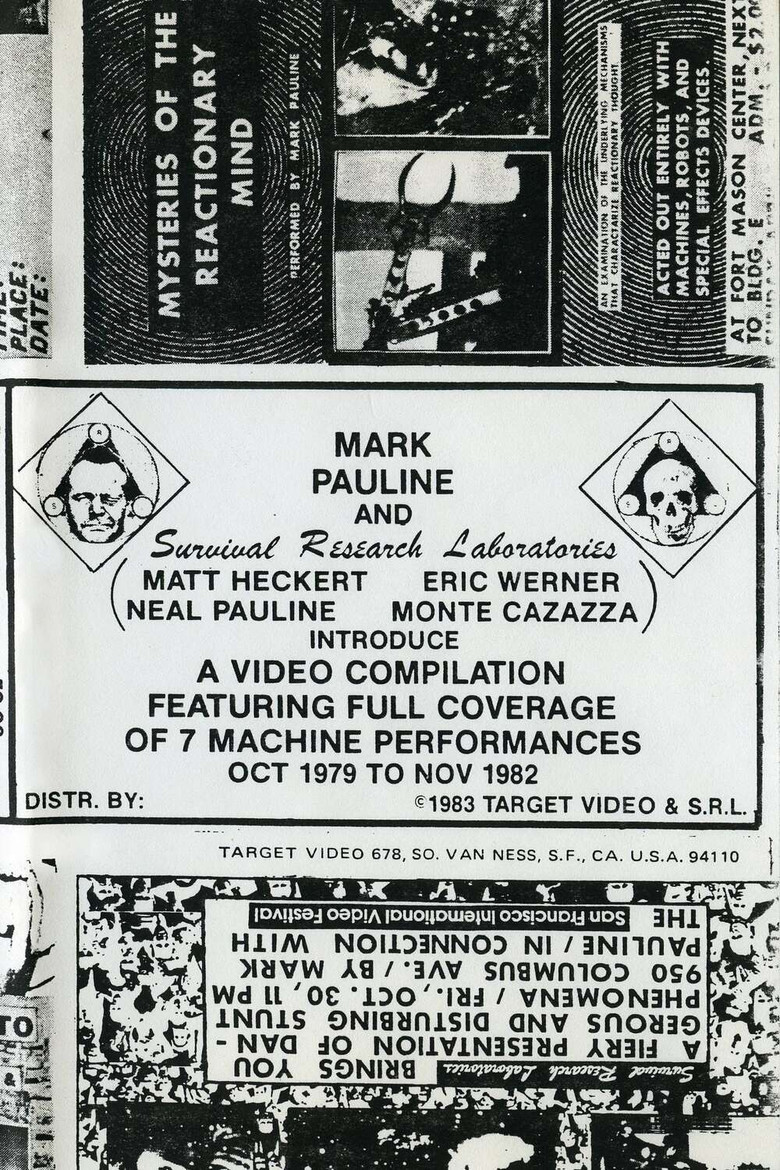 MYSTERIES OF THE
REACTIONARY
MIND
PERFORMED BY MARK PAULINE
AN EXAMINATION OF THE UNDERLYING MECHANISMS
THAT CHARACTARIZE REACTIONARY THOUGHT.
ACTED OUT ENTIRELY WITH
MACHINES, ROBOTS, AND
SPECIAL EFFECTS DEVICES.
AT FORT MASON CENTER, NEXT
TO BLDG. E ADM. - $2.00
PLACE:
DATE:
MARK
PAULINE
AND
Survival Research Laboratories
(MATT HECKERT ERIC WERNER
NEAL PAULINE MONTE CAZAZZA)
INTRODUCE
A VIDEO COMPILATION
FEATURING FULL COVERAGE
OF 7 MACHINE PERFORMANCES
OCT 1979 TO NOV 1982
DISTR. BY: ©1983 TARGET VIDEO & S.R.L.
R
S
R
S
TARGET VIDEO 678, SO. VAN NESS, S.F., CA. U.S.A. 94110
Survival Research Laboratories BRINGS YOU
A FIERY PRESENTATION OF DAN-
GEROUS AND DISTURBING STUNT
PHENOMENA / FRI., OCT. 30, 11 PM
950 COLUMBUS AVE. / BY MARK
PAULINE / IN CONNECTION WITH
THE San Francisco International Video Festival
TO
&